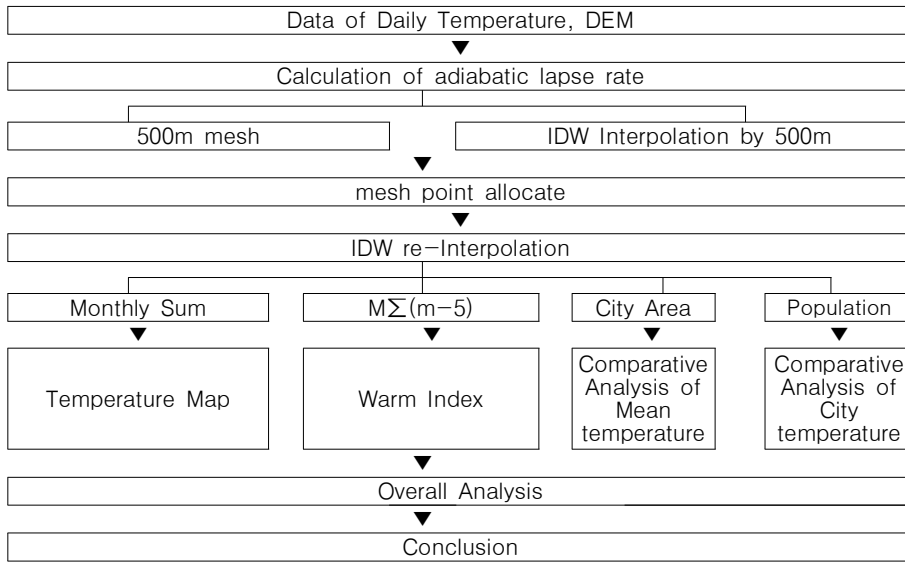 Data of Daily Temperature, DEM
Calculation of adiabatic lapse rate
500m mesh
IDW Interpolation by 500m
mesh point allocate
IDW re-Interpolation
Monthly Sum
M∑(m-5)
City Area
Population
Temperature Map
Warm Index
Comparative
Analysis of
Mean
temperature
Comparative
Analysis of
City
temperature
Overall Analysis
Conclusion